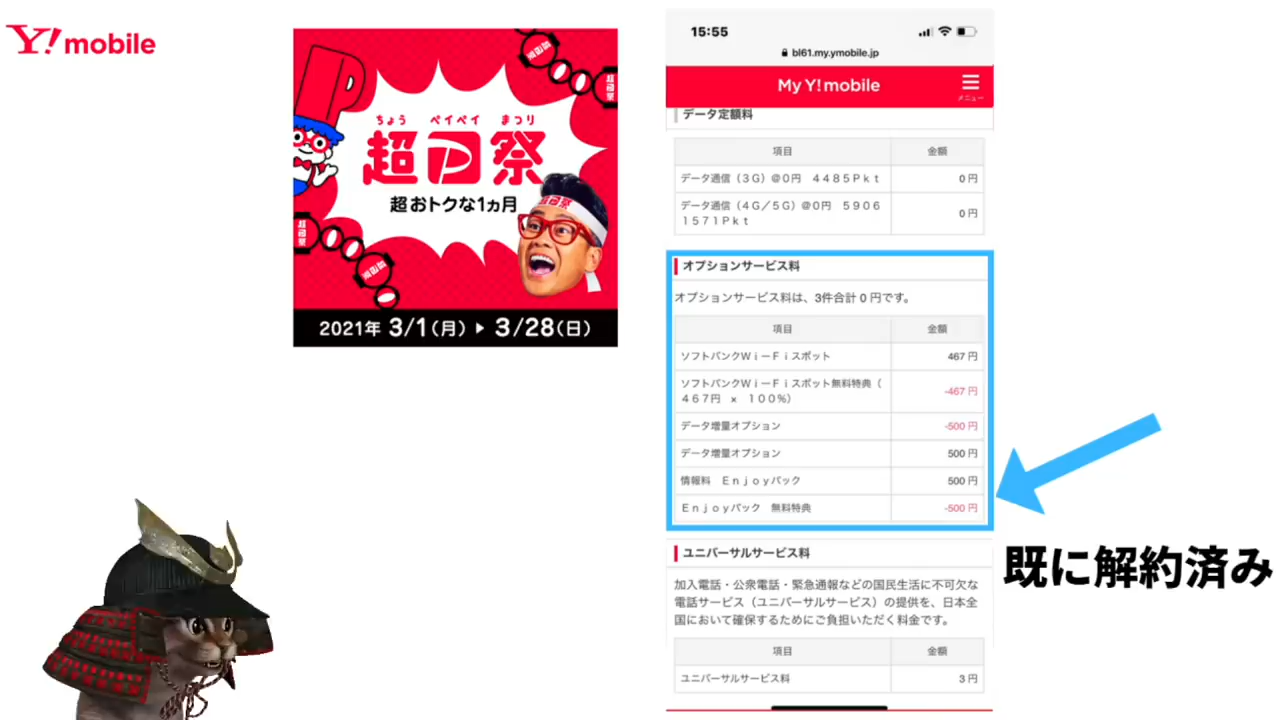 Y! mobile
超祭
超祭
ちょう ペイペイ まつり
超P祭
超おトクな1ヵ月
超祭
超P祭
超祭
2021年 3/1(月)▶3/28(日)
15:55
bl61.my.ymobile.jp
My Y!mobile
メニュー
データ定額料
項目 金額
データ通信(3G)@0円 4485Pkt 0円
データ通信(4G/5G)@0円 5906
1571Pkt 0円
オプションサービス料
オプションサービス料は、3件合計 0 円です。
項目 金額
ソフトバンクWi-Fiスポット 467円
ソフトバンクWi-Fiスポット無料特典(
467円 × 100%) -467円
データ増量オプション -500円
データ増量オプション 500円
情報料 Enjoyパック 500円
Enjoyパック 無料特典 -500円
既に解約済み
ユニバーサルサービス料
加入電話・公衆電話・緊急通報などの国民生活に不可欠な
電話サービス(ユニバーサルサービス)の提供を、日本全
国において確保するためにご負担いただく料金です。
項目 金額
ユニバーサルサービス料 3円